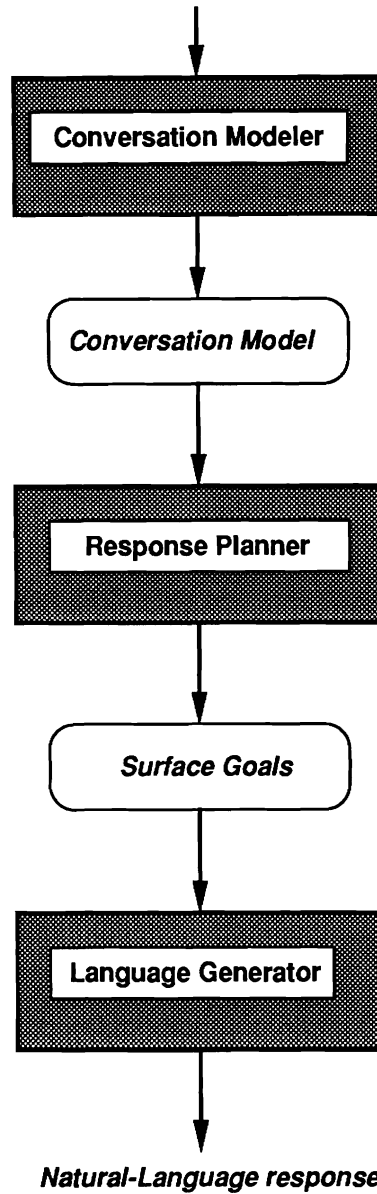 Conversation Modeler
Conversation Model
Response Planner
Surface Goals
Language Generator
Natural-Language response